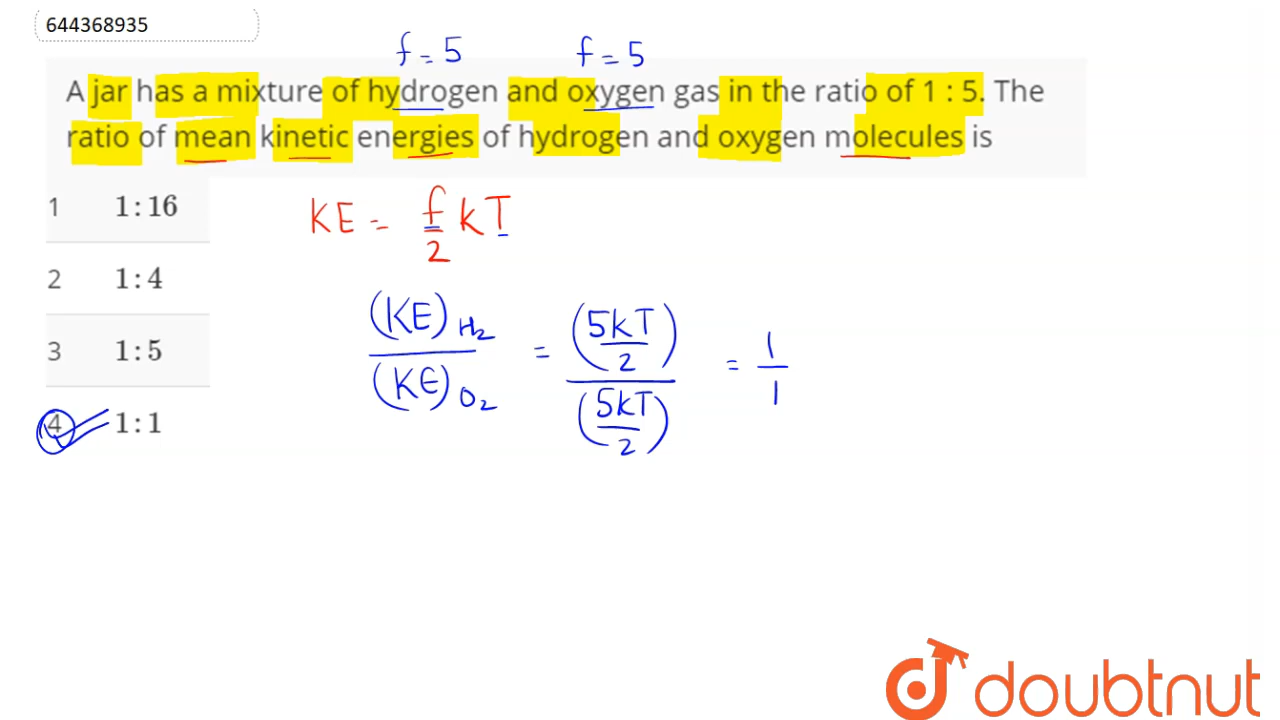 644368935
f = 5 f = 5
A jar has a mixture of hydrogen and oxygen gas in the ratio of 1 : 5. The
ratio of mean kinetic energies of hydrogen and oxygen molecules is
1 1 : 16
2 1 : 4
3 1 : 5
4 1 : 1
KE = f/2 kT
(KE)H₂/(KE)O₂ = (5kT/2)/(5kT/2) = 1/1
doubtnut